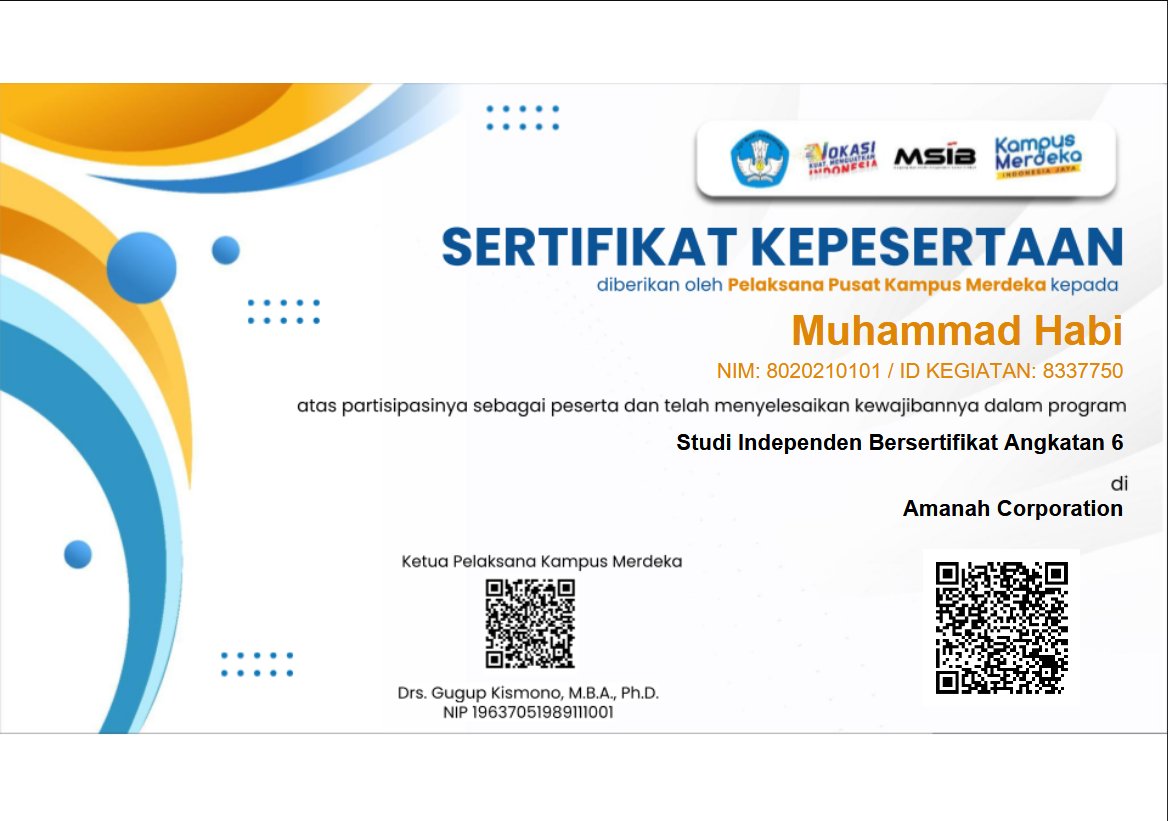 VOKASI
KUAT, MENGUATKAN
INDONESIA
MSIB
Kampus
Merdeka
INDONESIA JAYA
SERTIFIKAT KEPESERTAAN
diberikan oleh Pelaksana Pusat Kampus Merdeka kepada
Muhammad Habi
NIM: 8020210101 / ID KEGIATAN: 8337750
atas partisipasinya sebagai peserta dan telah menyelesaikan kewajibannya dalam program
Studi Independen Bersertifikat Angkatan 6
di
Amanah Corporation
Ketua Pelaksana Kampus Merdeka
Drs. Gugup Kismono, M.B.A., Ph.D.
NIP 19637051989111001